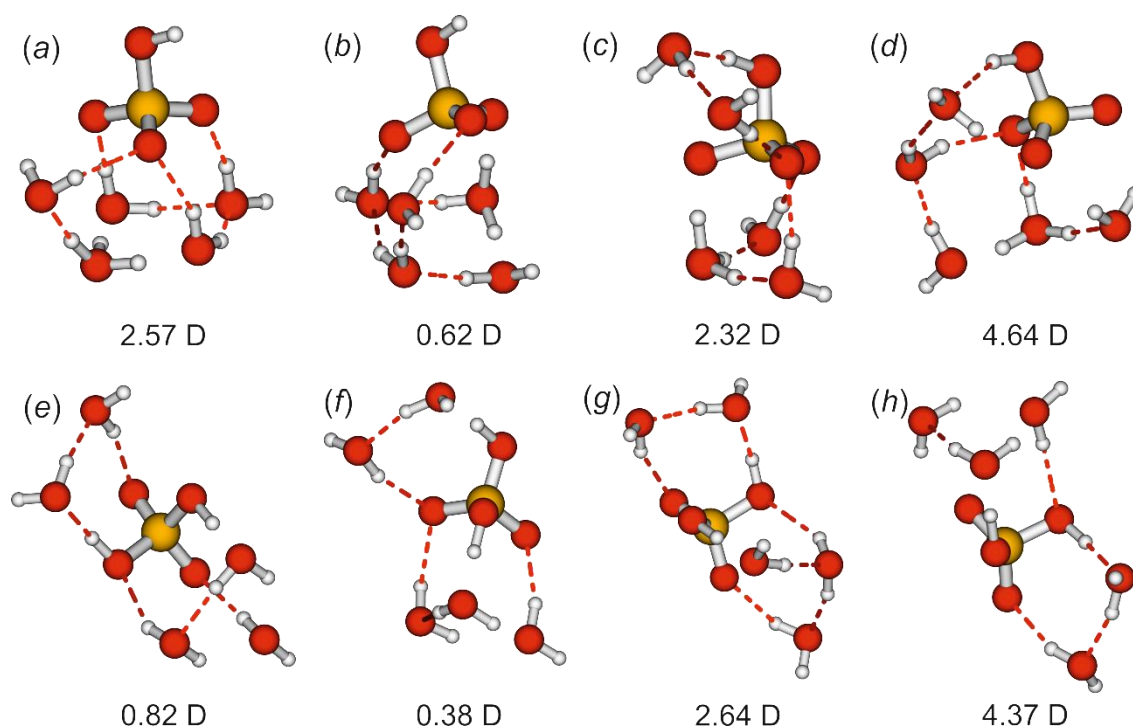 (a) (b) (c) (d)
2.57 D 0.62 D 2.32 D 4.64 D
(e) (f) (g) (h)
0.82 D 0.38 D 2.64 D 4.37 D